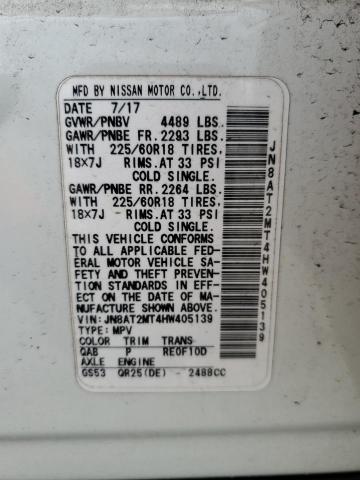 MFD BY NISSAN MOTOR CO.,LTD.
DATE 7/17
GVWR/PNBV 4489 LBS.
GAWR/PNBE FR. 2293 LBS.
WITH 225/60R18 TIRES,
18X7J RIMS. AT 33 PSI
COLD SINGLE.
GAWR/PNBE RR. 2264 LBS.
WITH 225/60R18 TIRES,
18X7J RIMS. AT 33 PSI
COLD SINGLE.
THIS VEHICLE CONFORMS
TO ALL APPLICABLE FED-
ERAL MOTOR VEHICLE SA-
FETY AND THEFT PREVENT-
ION STANDARDS IN EFFECT
ON THE DATE OF MA-
NUFACTURE SHOWN ABOVE.
VIN: JN8AT2MT4HW405139
TYPE: MPV
COLOR TRIM TRANS
QAB P RE0F10D
AXLE ENGINE
GS53 QR25(DE) - 2488CC
JN8AT2MT4HW405139